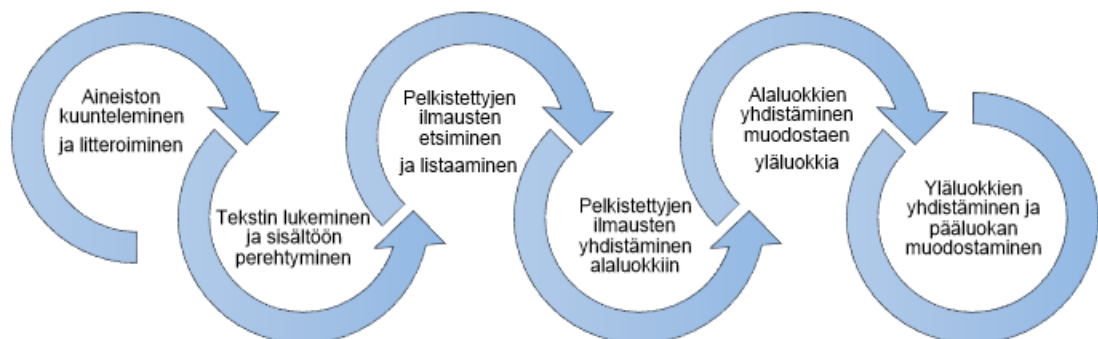 Aineiston
kuunteleminen
ja litteroiminen
Tekstin lukeminen
ja sisältöön
perehtyminen
Pelkistettyjen
ilmausten
etsiminen
ja listaaminen
Pelkistettyjen
ilmausten
yhdistäminen
alaluokkiin
Alaluokkien
yhdistäminen
muodostaen
yläluokkia
Yläluokkien
yhdistäminen ja
pääluokan
muodostaminen